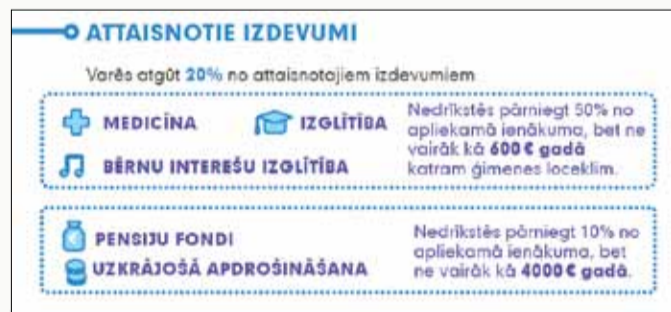 ATTAISNOTIE IZDEVUMI
Varēs atgūt 20% no attaisnotajiem izdevumiem
MEDICĪNA
IZGLĪTĪBA
BĒRNU INTEREŠU IZGLĪTĪBA
Nedrīkstēs pārniegt 50% no
apliekamā ienākuma, bet ne
vairāk kā 600 € gadā
katram ģimenes loceklim.
PENSIJU FONDI
UZKRĀJOŠĀ APDROŠINĀŠANA
Nedrīkstēs pārniegt 10% no
apliekamā ienākuma, bet
ne vairāk kā 4000 € gadā.